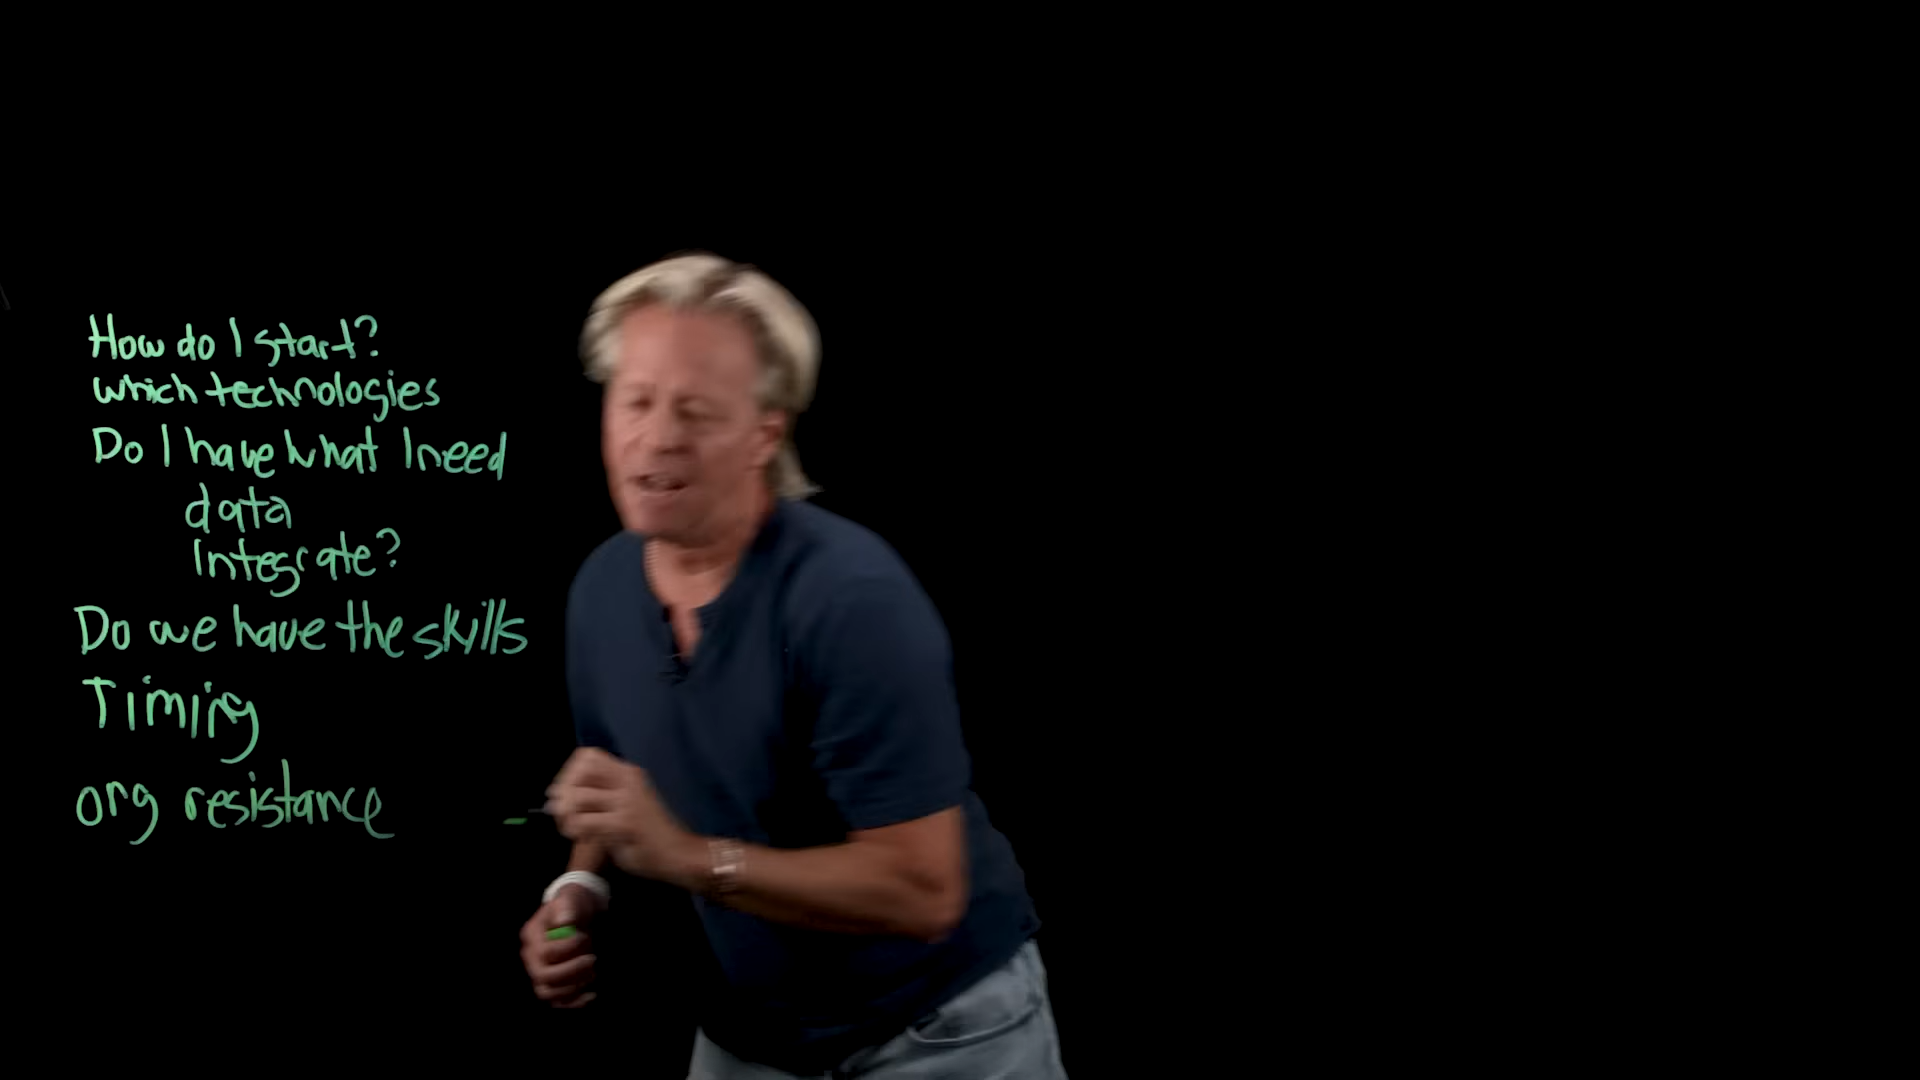 How do I start?
which technologies
Do I have what I need
data
Integrate?
Do we have the skills
Timing
org resistance